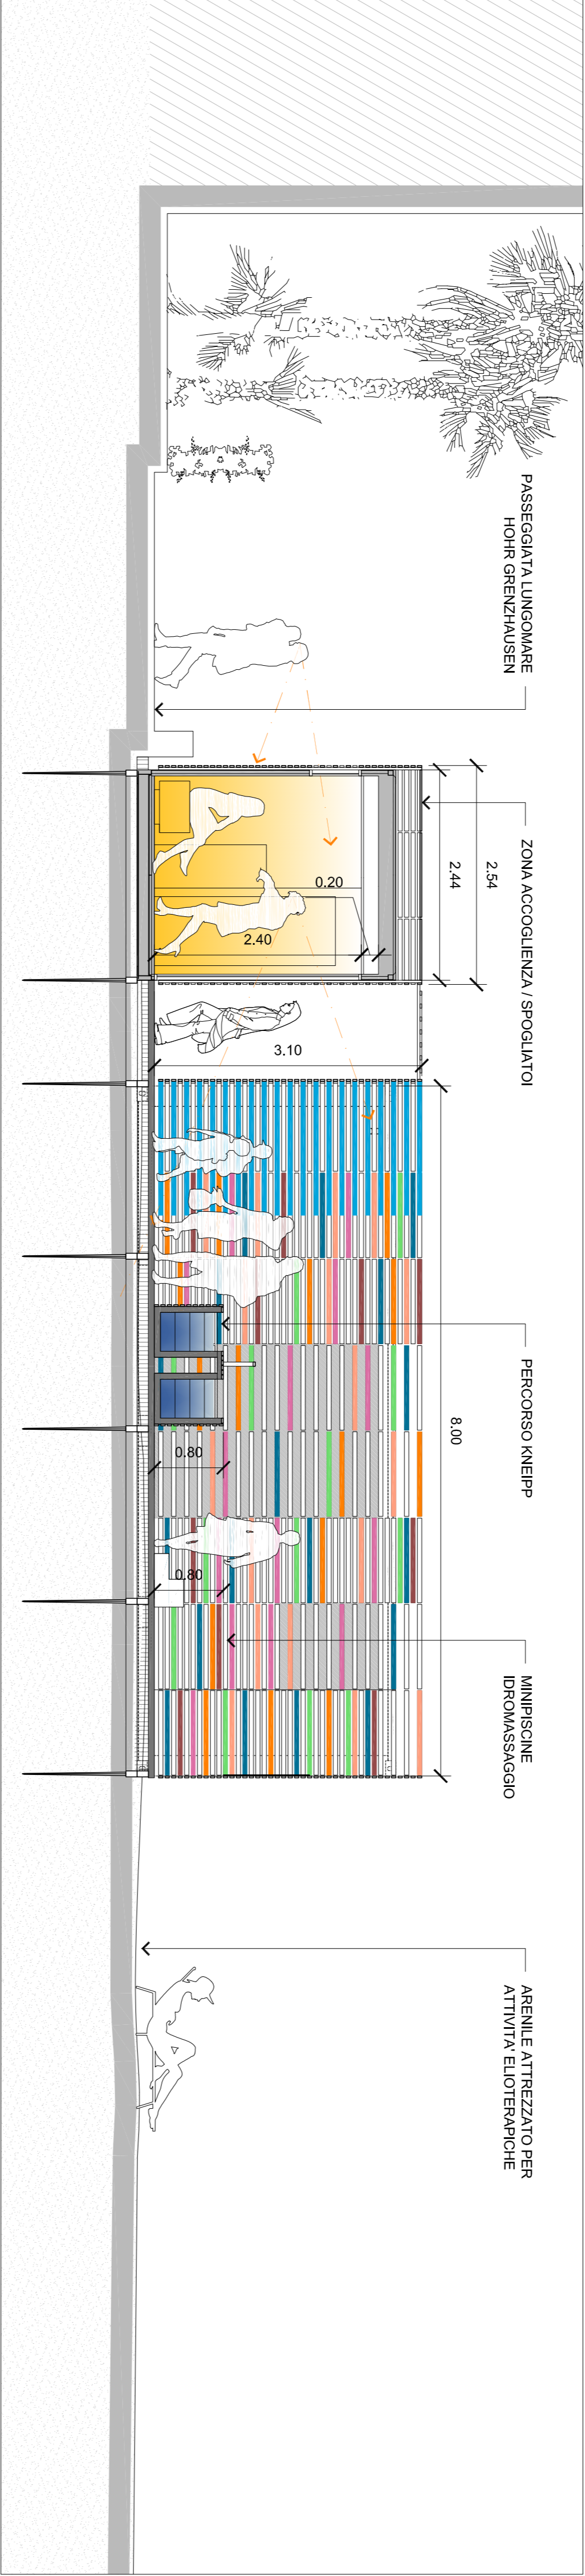 PASSEGGIATA LUNGOMARE
HOHR GRENZHAUSEN
ZONA ACCOGLIENZA / SPOGLIATOI
PERCORSO KNEIPP
MINIPISCINE
IDROMASSAGGIO
ARENILE ATTREZZATO PER
ATTIVITA' ELIOTERAPICHE
2.54
2.44
8.00
0.20
2.40
3.10
0.80
0.80